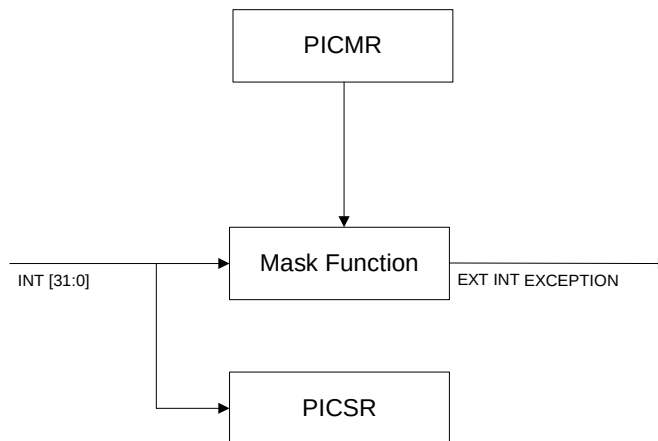 PICMR
Mask Function
INT [31:0]
EXT INT EXCEPTION
PICSR